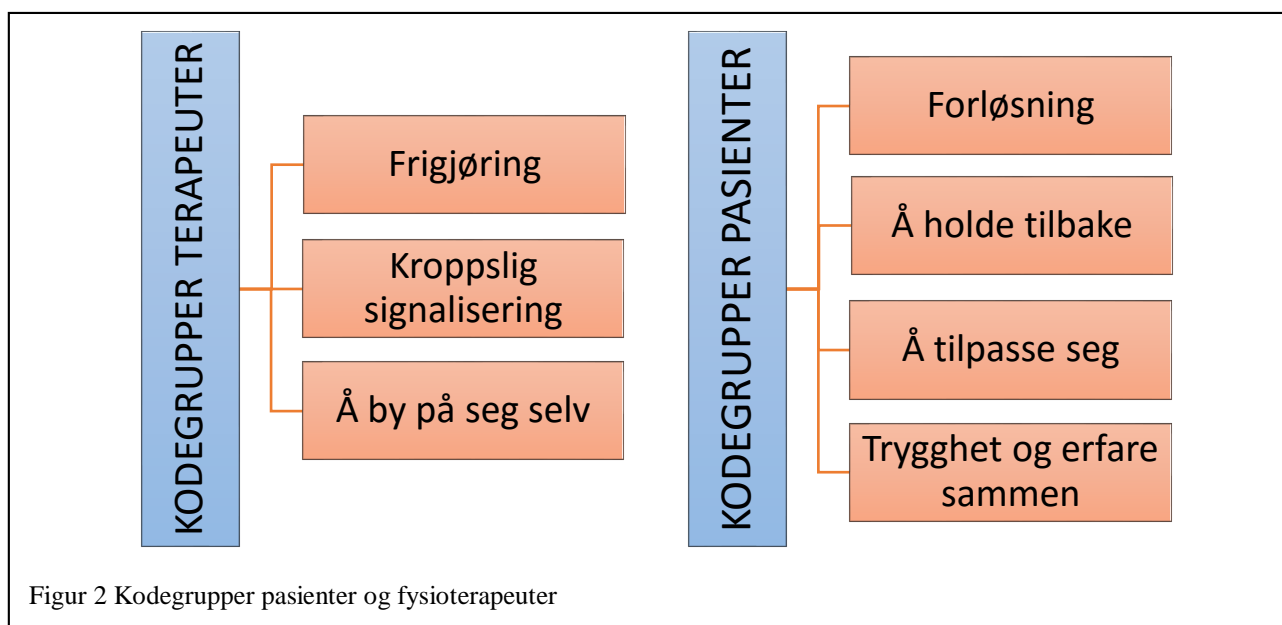 KODEGRUPPER TERAPEUTER
Frigjøring
Kroppslig
signalisering
Å by på seg selv
KODEGRUPPER PASIENTER
Forløsning
Å holde tilbake
Å tilpasse seg
Trygghet og erfare
sammen
Figur 2 Kodegrupper pasienter og fysioterapeuter